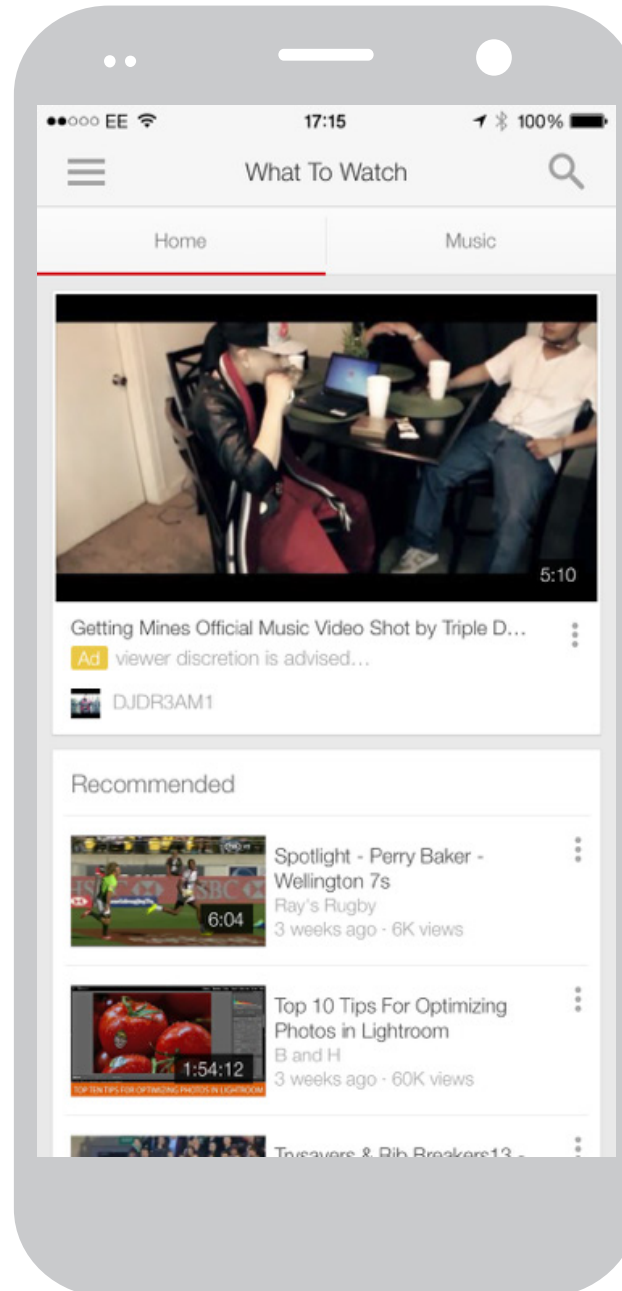 EE 17:15 100%
What To Watch
Home Music
5:10
Getting Mines Official Music Video Shot by Triple D...
Ad viewer discretion is advised...
DJDR3AM1
Recommended
Spotlight - Perry Baker -
Wellington 7s
Ray's Rugby
6:04
3 weeks ago · 6K views
Top 10 Tips For Optimizing
Photos in Lightroom
B and H
1:54:12
3 weeks ago · 60K views
TOP TEN TIPS FOR OPTIMIZING PHOTOS IN LIGHTROOM
Trysavers & Rib Breakers13 -